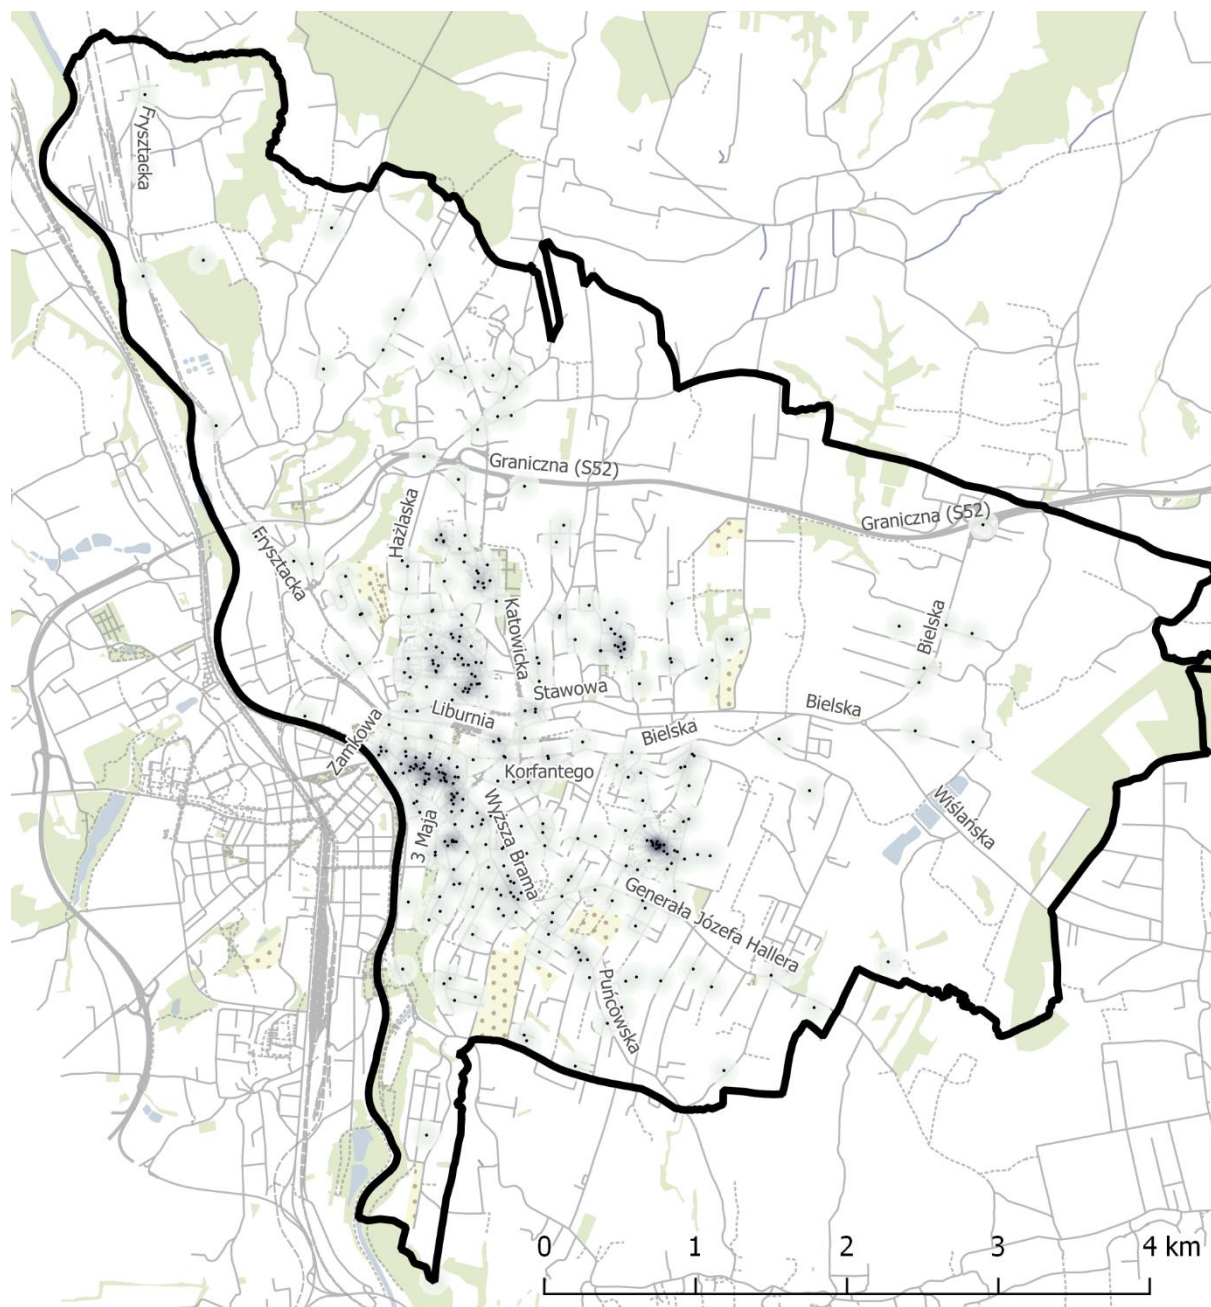 Frysztacka
Graniczna (S52)
Graniczna (S52)
Haźlaska
Frysztacka
Katowicka
Bielska
Stawowa
Liburnia
Bielska
Bielska
Zamkowa
Korfantego
Wyższa Brama
3 Maja
Wiślańska
Generała Józefa Hallera
Puńcowska
0 1 2 3 4 km